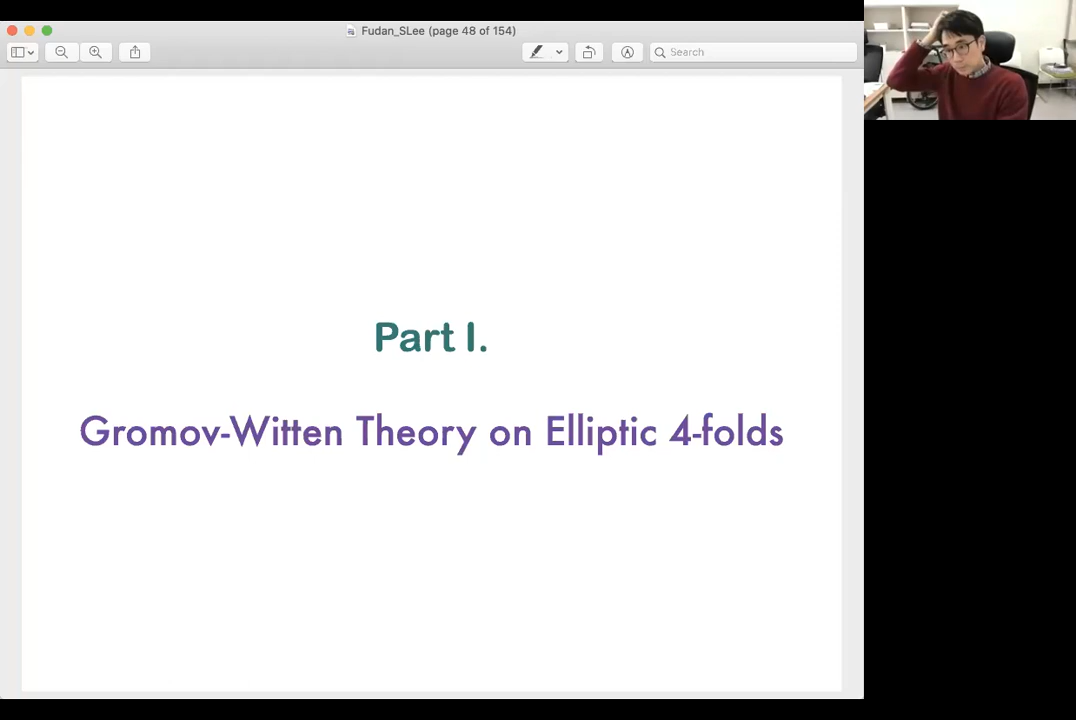 Fudan_SLee (page 48 of 154)
Search
Part I.
Gromov-Witten Theory on Elliptic 4-folds